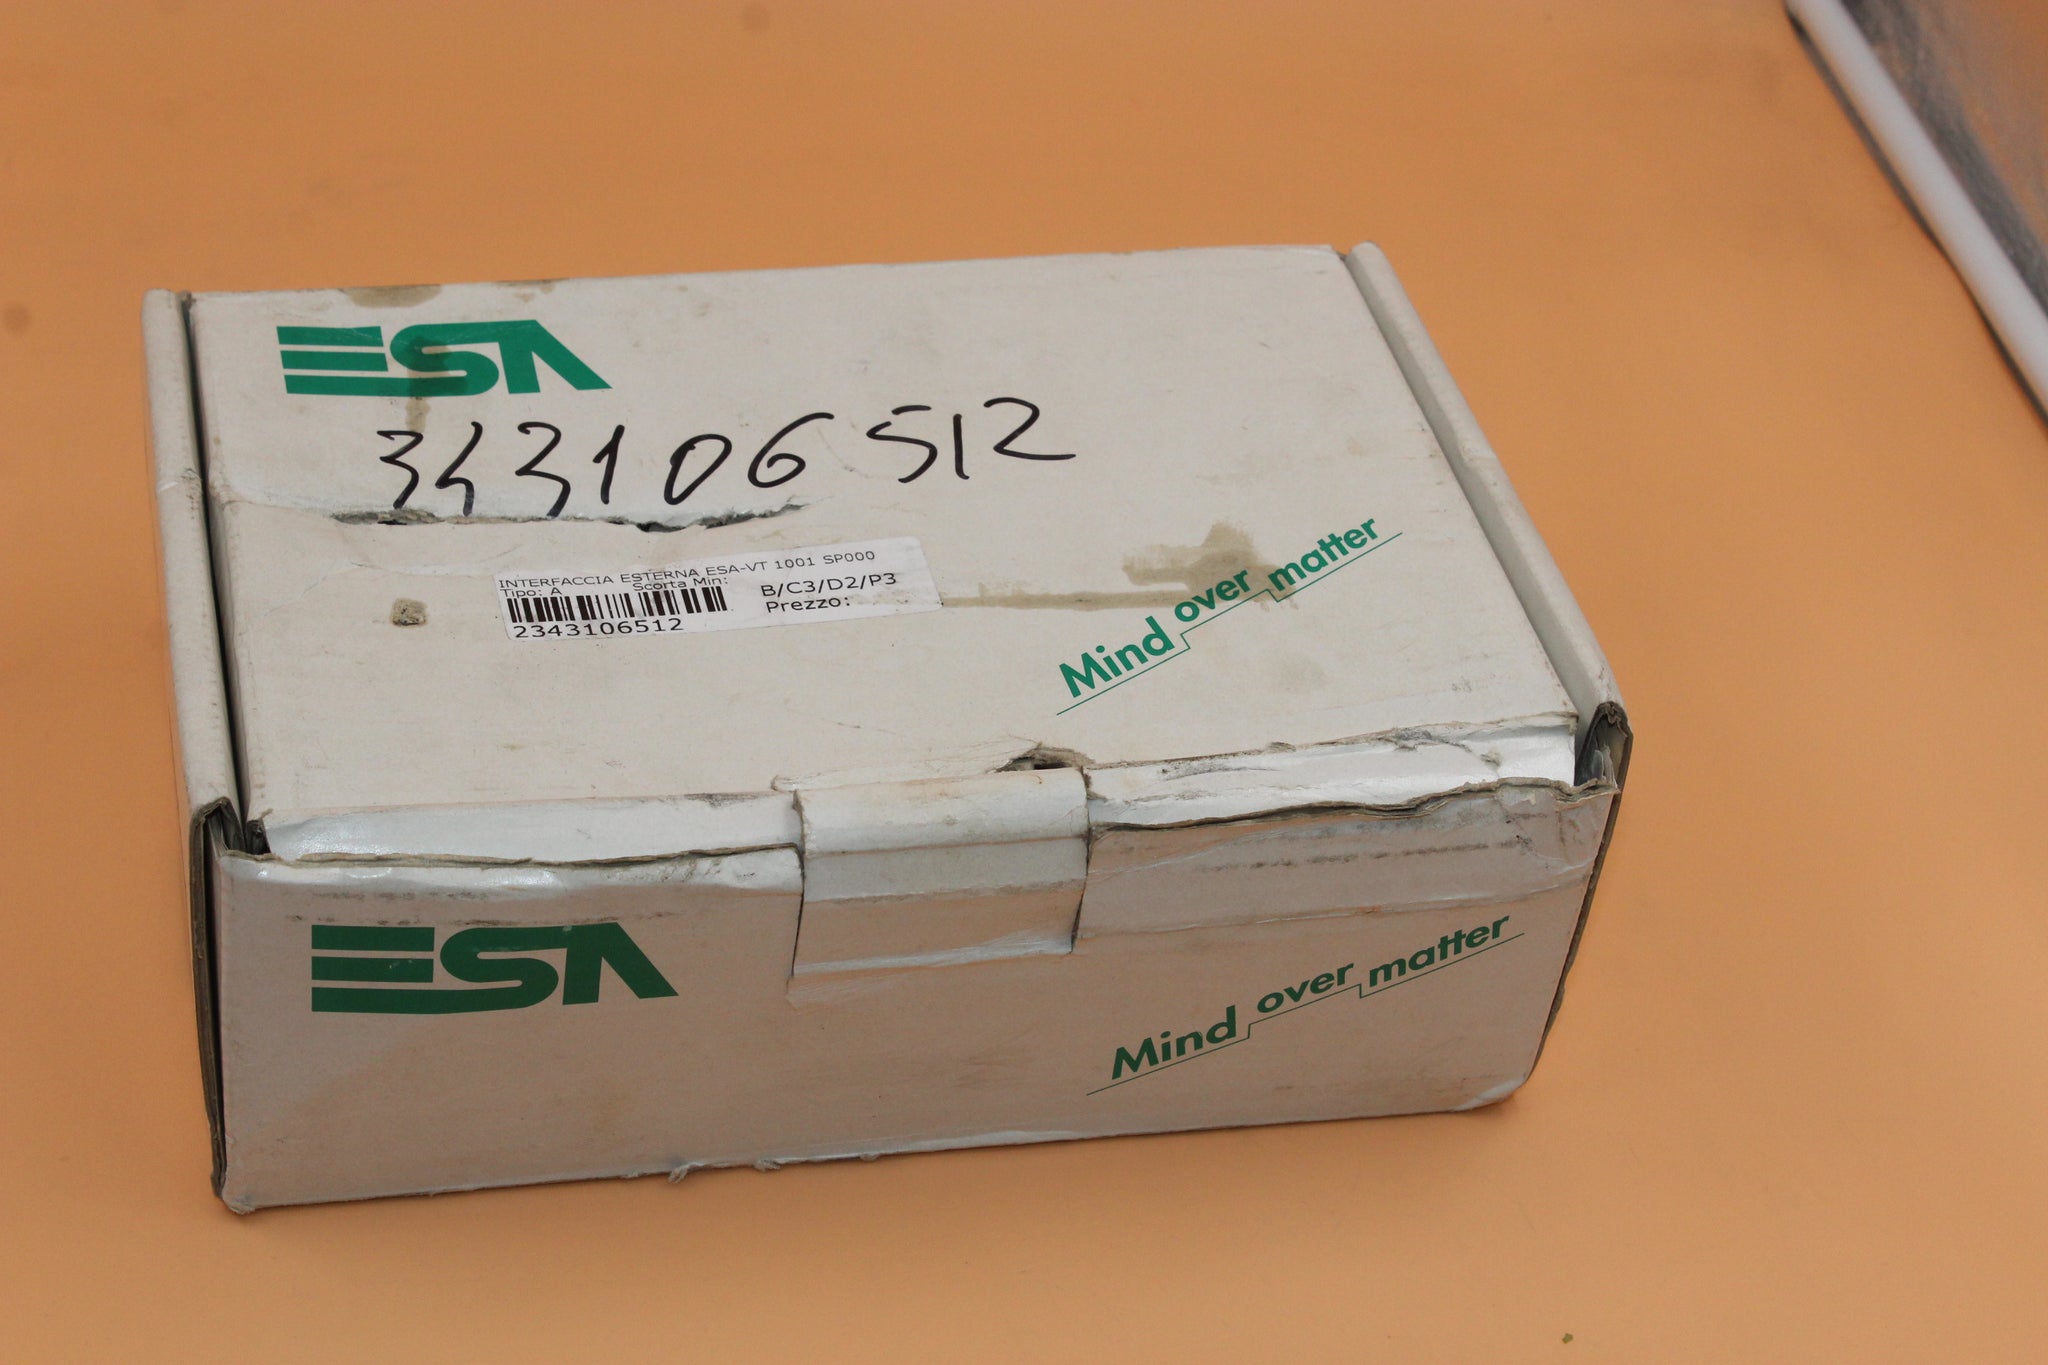 ESA
343106512
INTERFACCIA ESTERNA ESA-VT 1001 SP000
Tipo: A Scorta Min: B/C3/D2/P3
Prezzo:
2343106512
Mind over matter
ESA
Mind over matter